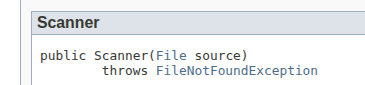 Scanner
public Scanner(File source)
throws FileNotFoundException